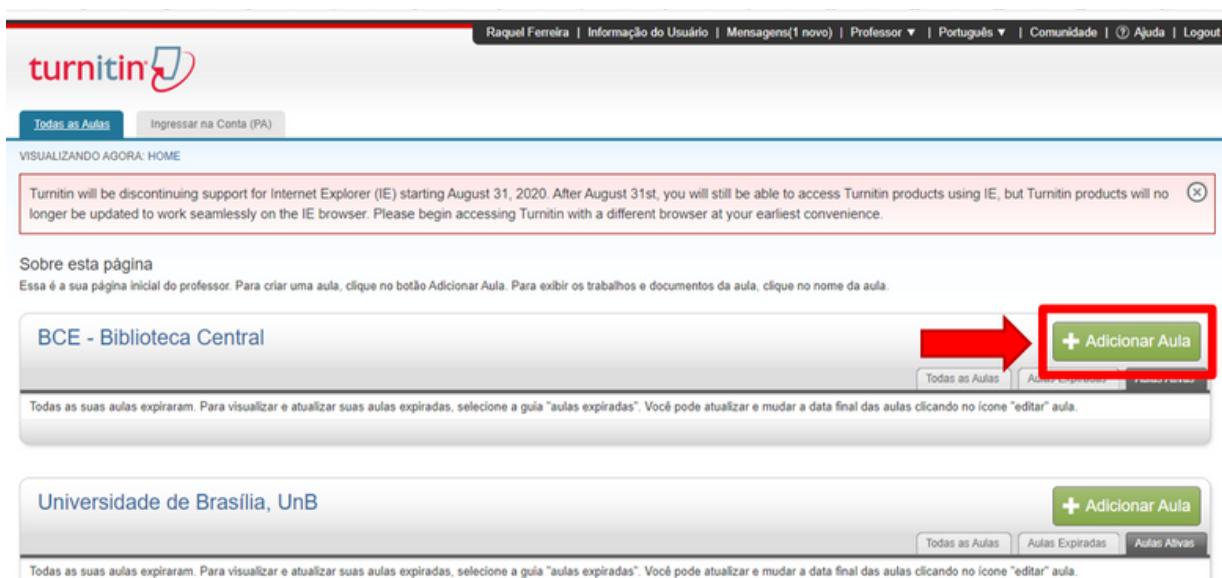 Raquel Ferreira | Informação do Usuário | Mensagens(1 novo) | Professor ▼ | Português ▼ | Comunidade | ? Ajuda | Logout
turnitin
Todas as Aulas
Ingressar na Conta (PA)
VISUALIZANDO AGORA: HOME
Turnitin will be discontinuing support for Internet Explorer (IE) starting August 31, 2020. After August 31st, you will still be able to access Turnitin products using IE, but Turnitin products will no
longer be updated to work seamlessly on the IE browser. Please begin accessing Turnitin with a different browser at your earliest convenience.
Sobre esta página
Essa é a sua página inicial do professor. Para criar uma aula, clique no botão Adicionar Aula. Para exibir os trabalhos e documentos da aula, clique no nome da aula.
BCE - Biblioteca Central
+ Adicionar Aula
Todas as Aulas
Aulas Expiradas
Aulas Ativas
Todas as suas aulas expiraram. Para visualizar e atualizar suas aulas expiradas, selecione a guia "aulas expiradas". Você pode atualizar e mudar a data final das aulas clicando no ícone "editar" aula.
Universidade de Brasília, UnB
+ Adicionar Aula
Todas as Aulas
Aulas Expiradas
Aulas Ativas
Todas as suas aulas expiraram. Para visualizar e atualizar suas aulas expiradas, selecione a guia "aulas expiradas". Você pode atualizar e mudar a data final das aulas clicando no ícone "editar" aula.